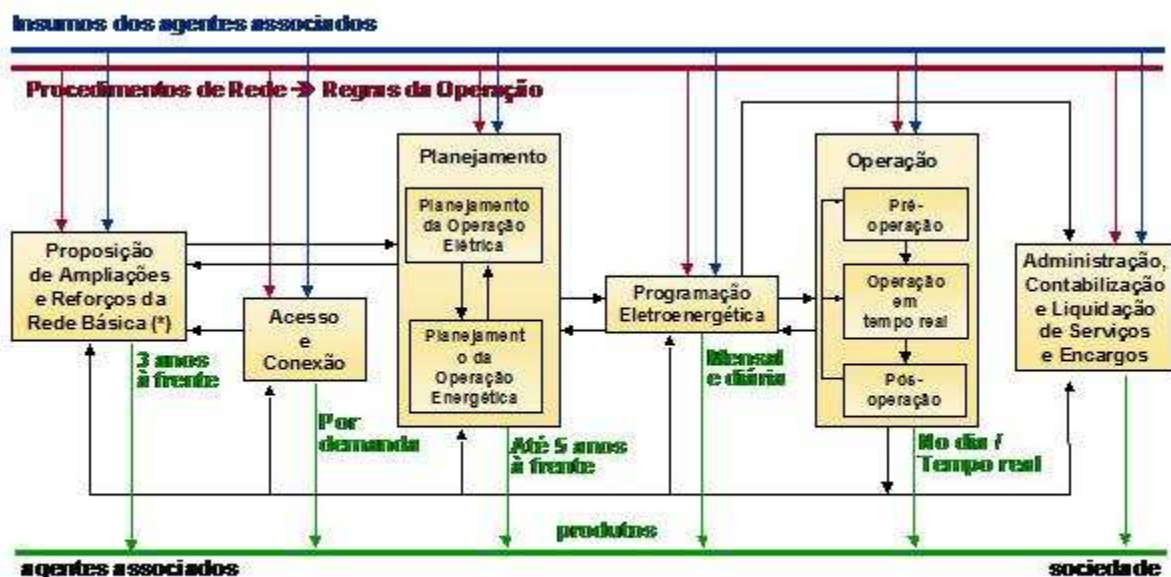 Insumos dos agentes associados
Procedimentos de Rede → Regras da Operação
Planejamento
Planejamento
da Operação
Elétrica
Planejament
o da
Operação
Energética
Operação
Pré-
operação
Operação
em
tempo real
Pós-
operação
Proposição
de Ampliações
e Reforços da
Rede Básica (*)
Acesso
e
Conexão
Programação
Eletroenergética
Administração,
Contabilização
e Liquidação
de Serviços
e Encargos
3 anos
à frente
Por
demanda
Até 5 anos
à frente
Mensal
e diária
No dia /
Tempo real
produtos
agentes associados
sociedade